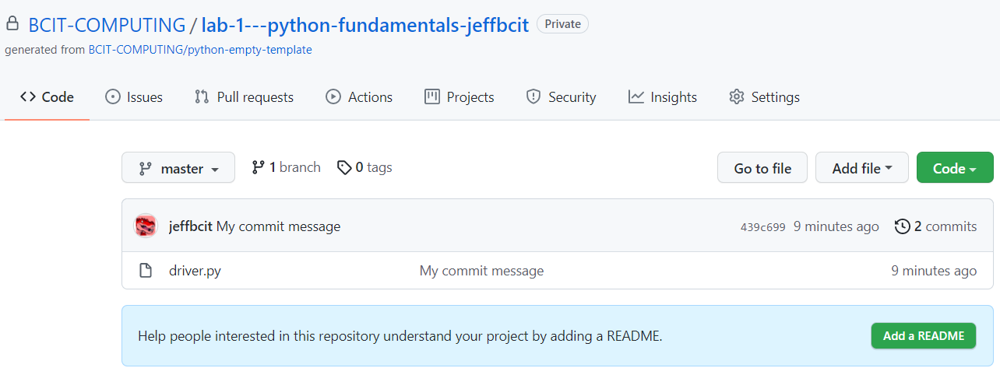 BCIT-COMPUTING / lab-1---python-fundamentals-jeffbcit Private
generated from BCIT-COMPUTING/python-empty-template
Code Issues Pull requests Actions Projects Security Insights Settings
master 1 branch 0 tags Go to file Add file Code
jeffbcit My commit message 439c699 9 minutes ago 2 commits
driver.py My commit message 9 minutes ago
Help people interested in this repository understand your project by adding a README. Add a README